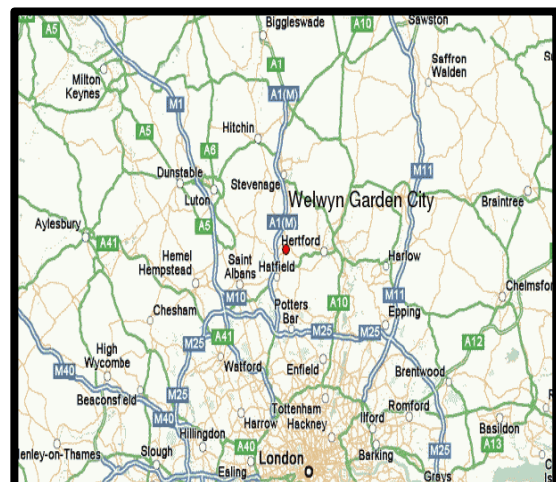 Biggleswade
A10
Sawston
A5
A1
Saffron
Walden
Milton
Keynes
M1
A1(M)
A5
Hitchin
A6
M11
Dunstable
Stevenage
Luton
Welwyn Garden City
Braintree
A5
A1(M)
Aylesbury
A41
Hertford
Hemel
Hempstead
Saint
Albans
Hatfield
Harlow
M10
A10
M11
Chelmsfor
Chesham
Potters
Bar
M25
M25
Epping
High
Wycombe
M25
A41
A12
M40
Watford
Enfield
Brentwood
Beaconsfield
M25
Tottenham
Hackney
Romford
M40
Harrow
Ilford
Basildon
Hillingdon
A40
M25
A13
enley-on-Thames
Slough
London
Barking
Ealing
Grays